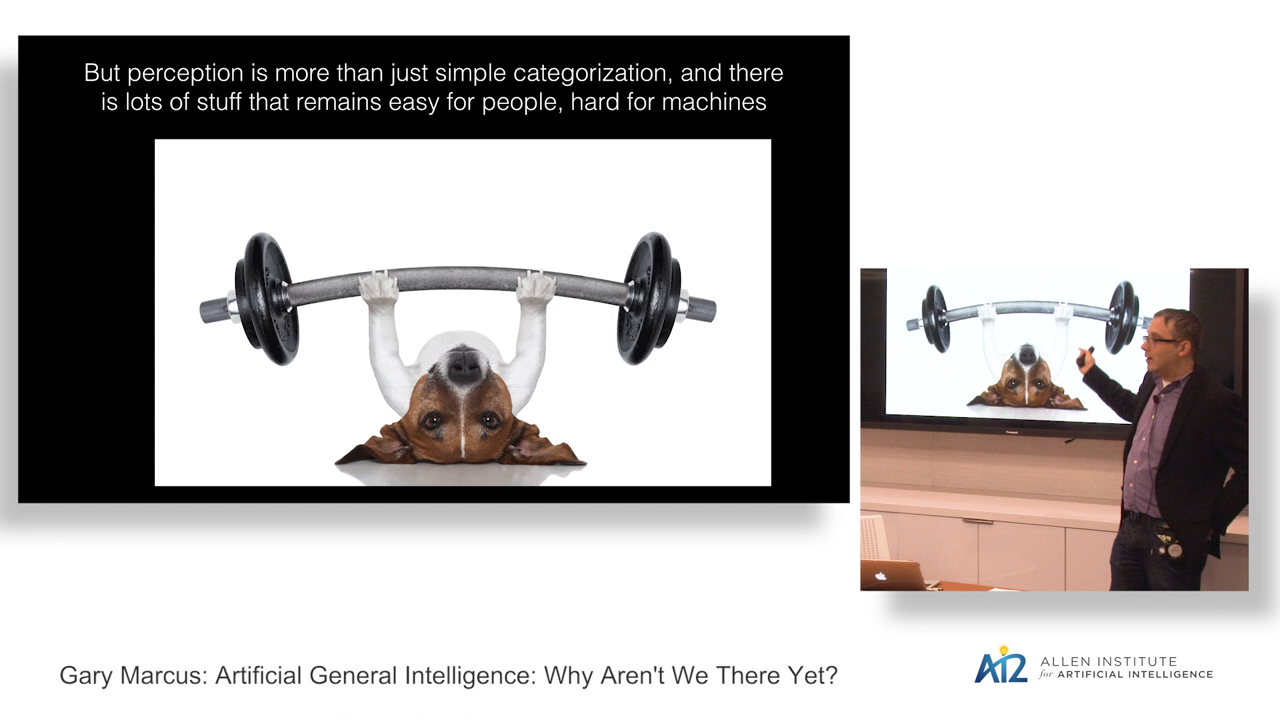 But perception is more than just simple categorization, and there
is lots of stuff that remains easy for people, hard for machines
Gary Marcus: Artificial General Intelligence: Why Aren't We There Yet?
AI2
ALLEN INSTITUTE
for ARTIFICIAL INTELLIGENCE